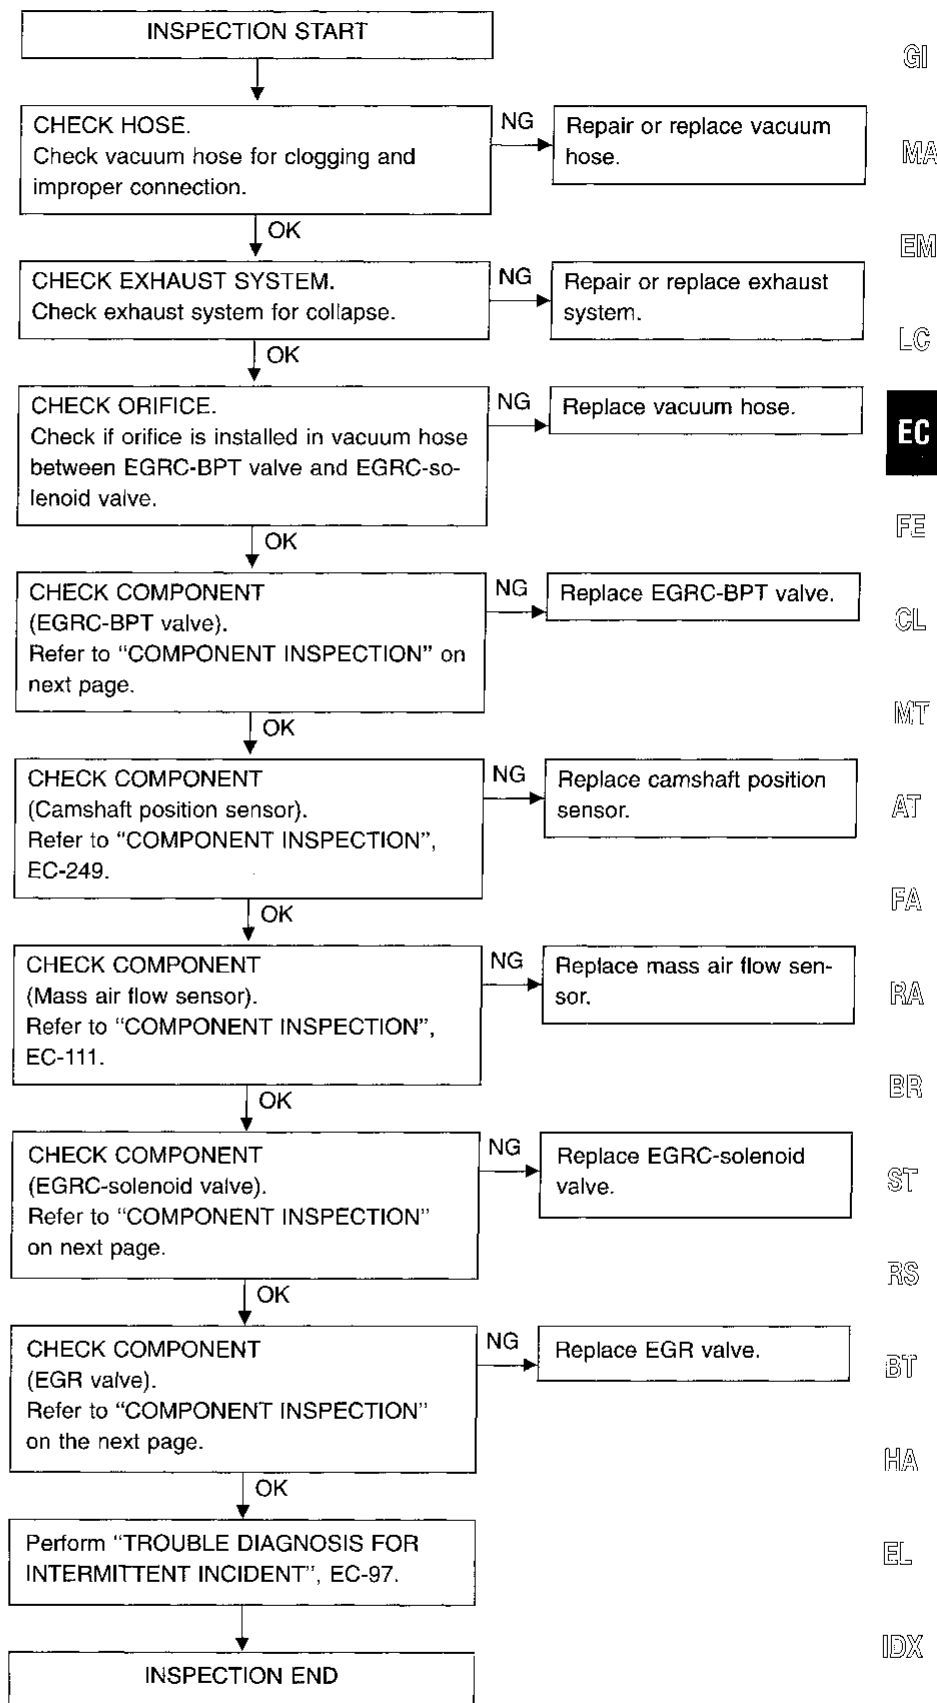 INSPECTION START
CHECK HOSE.
Check vacuum hose for clogging and
improper connection.
NG
Repair or replace vacuum
hose.
OK
CHECK EXHAUST SYSTEM.
Check exhaust system for collapse.
NG
Repair or replace exhaust
system.
OK
CHECK ORIFICE.
Check if orifice is installed in vacuum hose
between EGRC-BPT valve and EGRC-so-
lenoid valve.
NG
Replace vacuum hose.
OK
CHECK COMPONENT
(EGRC-BPT valve).
Refer to “COMPONENT INSPECTION” on
next page.
NG
Replace EGRC-BPT valve.
OK
CHECK COMPONENT
(Camshaft position sensor).
Refer to “COMPONENT INSPECTION”,
EC-249.
NG
Replace camshaft position
sensor.
OK
CHECK COMPONENT
(Mass air flow sensor).
Refer to “COMPONENT INSPECTION”,
EC-111.
NG
Replace mass air flow sen-
sor.
OK
CHECK COMPONENT
(EGRC-solenoid valve).
Refer to “COMPONENT INSPECTION”
on next page.
NG
Replace EGRC-solenoid
valve.
OK
CHECK COMPONENT
(EGR valve).
Refer to “COMPONENT INSPECTION”
on the next page.
NG
Replace EGR valve.
OK
Perform “TROUBLE DIAGNOSIS FOR
INTERMITTENT INCIDENT”, EC-97.
INSPECTION END
GI
MA
EM
LC
EC
FE
CL
MT
AT
FA
RA
BR
ST
RS
BT
HA
EL
IDX